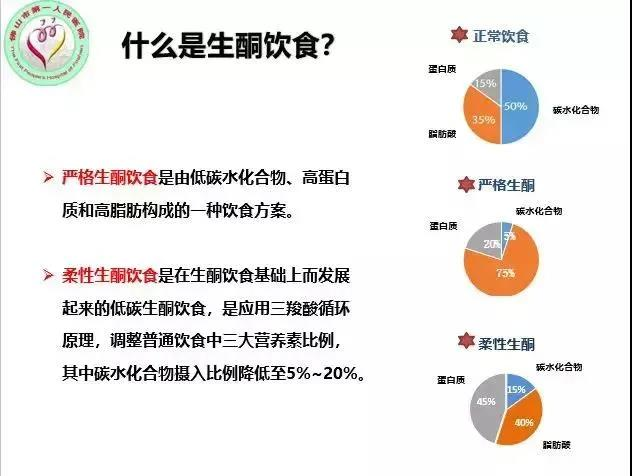 佛山市第一人民医院
The First People's Hospital of Foshan
什么是生酮饮食?
严格生酮饮食是由低碳水化合物、高蛋白
质和高脂肪构成的一种饮食方案。
柔性生酮饮食是在生酮饮食基础上而发展
起来的低碳生酮饮食，是应用三羧酸循环
原理，调整普通饮食中三大营养素比例，
其中碳水化合物摄入比例降低至5%~20%。
正常饮食
蛋白质
15%
50%
碳水化合物
35%
脂肪酸
严格生酮
碳水化合物
蛋白质
5%
20%
75%
柔性生酮
碳水化合物
蛋白质
15%
45%
40%
脂肪酸